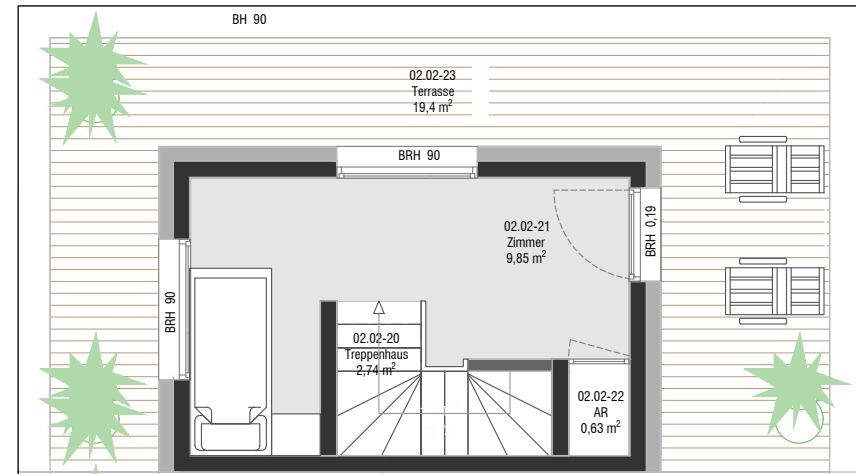 BH 90
02.02-23
Terrasse
19,4 m²
BRH 90
02.02-21
Zimmer
9,85 m²
BRH 0,19
BRH 90
02.02-20
Treppenhaus
2,74 m²
02.02-22
AR
0,63 m²